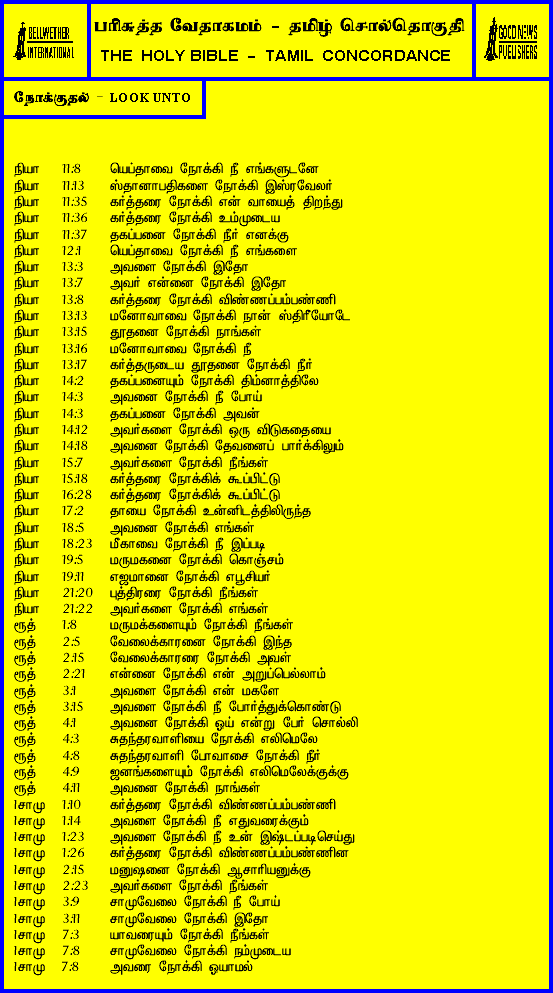 BELLWETHER
INTERNATIONAL
பரிசுத்த வேதாகமம் - தமிழ் சொல்தொகுதி
THE HOLY BIBLE - TAMIL CONCORDANCE
GOOD NEWS
PUBLISHERS
நோக்குதல் - LOOK UNTO
நியா 11:8 யெப்தாவை நோக்கி நீ எங்களுடனே
நியா 11:13 ஸ்தானாபதிகளை நோக்கி இஸ்ரவேலர்
நியா 11:35 கர்த்தரை நோக்கி என் வாயைத் திறந்து
நியா 11:36 கர்த்தரை நோக்கி உம்முடைய
நியா 11:37 தகப்பனை நோக்கி நீர் எனக்கு
நியா 12:1 யெப்தாவை நோக்கி நீ எங்களை
நியா 13:3 அவளை நோக்கி இதோ
நியா 13:7 அவர் என்னை நோக்கி இதோ
நியா 13:8 கர்த்தரை நோக்கி விண்ணப்பம்பண்ணி
நியா 13:13 மனோவாவை நோக்கி நான் ஸ்திரீயோடே
நியா 13:15 தூதனை நோக்கி நாங்கள்
நியா 13:16 மனோவாவை நோக்கி நீ
நியா 13:17 கர்த்தருடைய தூதனை நோக்கி நீர்
நியா 14:2 தகப்பனையும் நோக்கி திம்னாத்திலே
நியா 14:3 அவனை நோக்கி நீ போய்
நியா 14:3 தகப்பனை நோக்கி அவன்
நியா 14:12 அவர்களை நோக்கி ஒரு விடுகதையை
நியா 14:18 அவனை நோக்கி தேவனைப் பார்க்கிலும்
நியா 15:7 அவர்களை நோக்கி நீங்கள்
நியா 15:18 கர்த்தரை நோக்கிக் கூப்பிட்டு
நியா 16:28 கர்த்தரை நோக்கிக் கூப்பிட்டு
நியா 17:2 தாயை நோக்கி உன்னிடத்திலிருந்த
நியா 18:5 அவனை நோக்கி எங்கள்
நியா 18:23 மீகாவை நோக்கி நீ இப்படி
நியா 19:5 மருமகனை நோக்கி கொஞ்சம்
நியா 19:11 எஜமானை நோக்கி எபூசியர்
நியா 21:20 புத்திரரை நோக்கி நீங்கள்
நியா 21:22 அவர்களை நோக்கி எங்கள்
ரூத் 1:8 மருமக்களையும் நோக்கி நீங்கள்
ரூத் 2:5 வேலைக்காரனை நோக்கி இந்த
ரூத் 2:15 வேலைக்காரரை நோக்கி அவள்
ரூத் 2:21 என்னை நோக்கி என் அறுப்பெல்லாம்
ரூத் 3:1 அவளை நோக்கி என் மகளே
ரூத் 3:15 அவளை நோக்கி நீ போர்த்துக்கொண்டு
ரூத் 4:1 அவனை நோக்கி ஓய் என்று பேர் சொல்லி
ரூத் 4:3 சுதந்தரவாளியை நோக்கி எலிமெலே
ரூத் 4:8 சுதந்தரவாளி போவாசை நோக்கி நீர்
ரூத் 4:9 ஜனங்களையும் நோக்கி எலிமெலேக்குக்கு
ரூத் 4:11 அவனை நோக்கி நாங்கள்
1சாமு 1:10 கர்த்தரை நோக்கி விண்ணப்பம்பண்ணி
1சாமு 1:14 அவளை நோக்கி நீ எதுவரைக்கும்
1சாமு 1:23 அவளை நோக்கி நீ உன் இஷ்டப்படிசெய்து
1சாமு 1:26 கர்த்தரை நோக்கி விண்ணப்பம்பண்ணின
1சாமு 2:15 மனுஷனை நோக்கி ஆசாரியனுக்கு
1சாமு 2:23 அவர்களை நோக்கி நீங்கள்
1சாமு 3:9 சாமுவேலை நோக்கி நீ போய்
1சாமு 3:11 சாமுவேலை நோக்கி இதோ
1சாமு 7:3 யாவரையும் நோக்கி நீங்கள்
1சாமு 7:8 சாமுவேலை நோக்கி நம்முடைய
1சாமு 7:8 அவரை நோக்கி ஓயாமல்